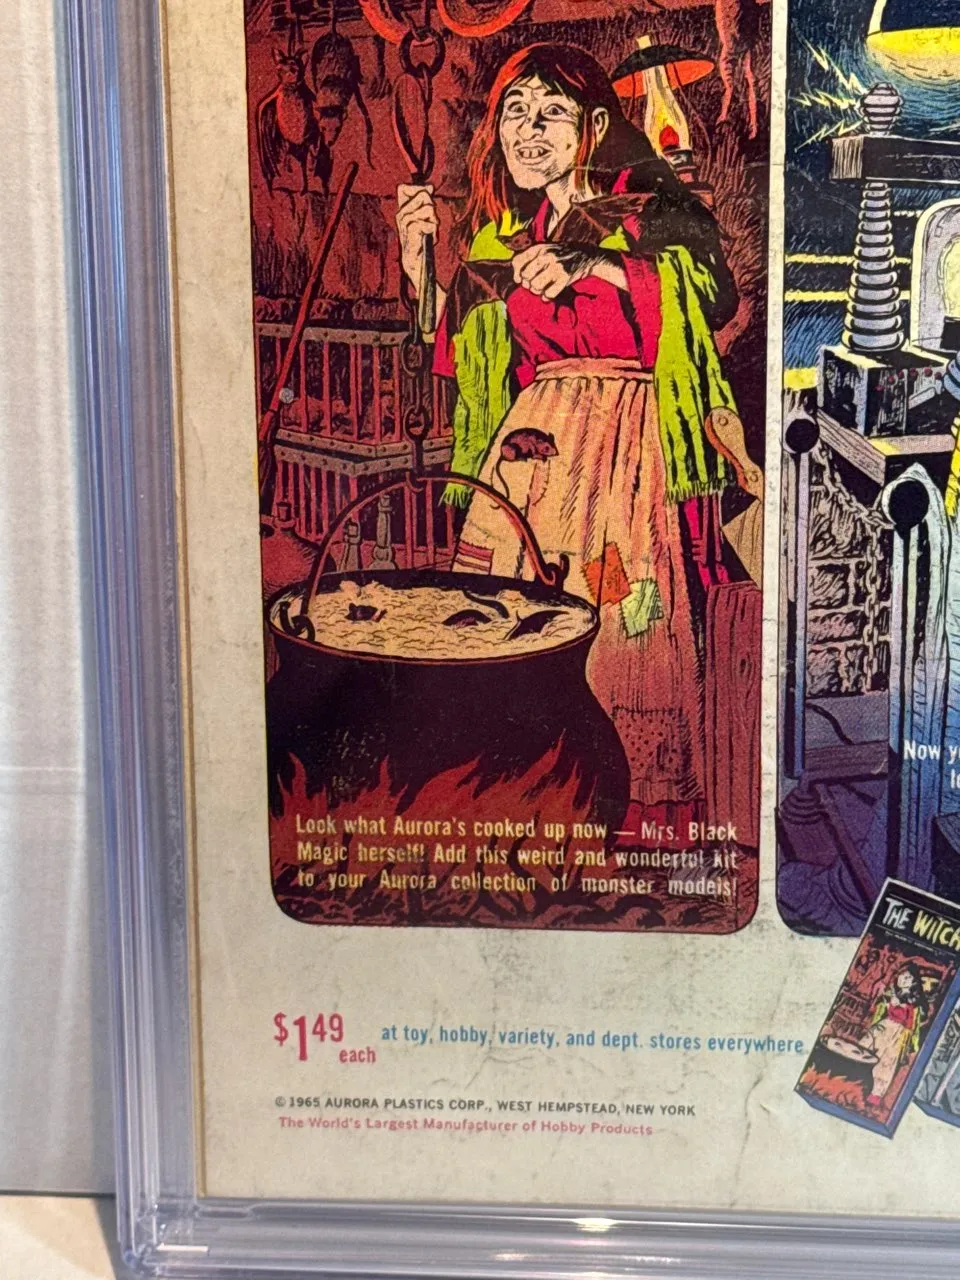 Look what Aurora's cooked up now — Mrs. Black
Magic herself! Add this weird and wonderful kit
to your Aurora collection of monster models!
Now
THE WITCH
$1.49 each
at toy, hobby, variety, and dept. stores everywhere
© 1965 AURORA PLASTICS CORP., WEST HEMPSTEAD, NEW YORK
The World's Largest Manufacturer of Hobby Products